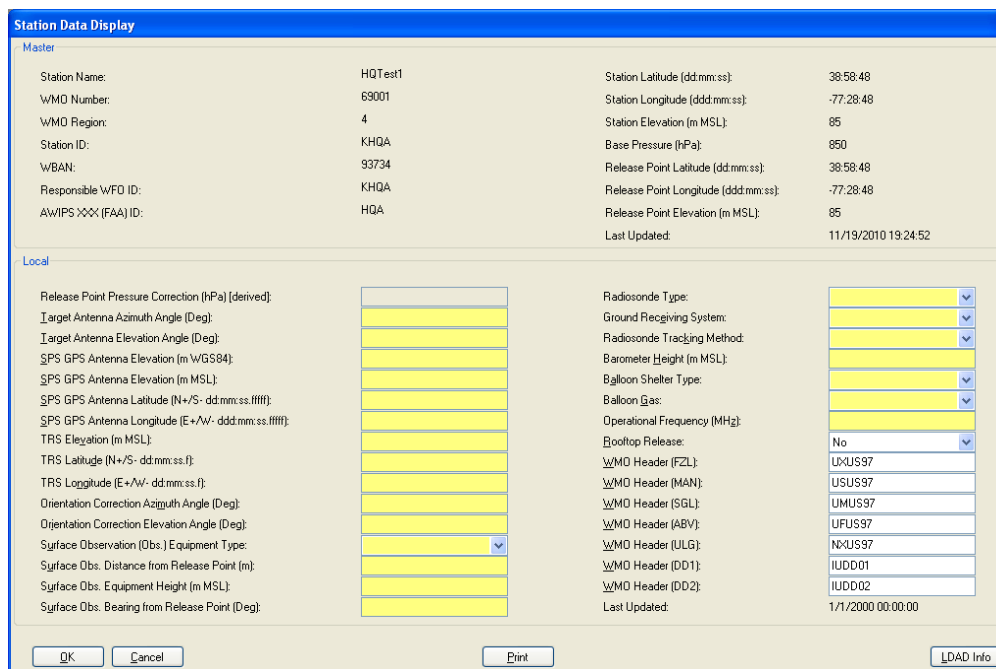 Station Data Display
Master
Station Name: HQTest1
WMO Number: 69001
WMO Region: 4
Station ID: KHQA
WBAN: 93734
Responsible WFO ID: KHQA
AWIPS XXX (FAA) ID: HQA
Station Latitude (dd:mm:ss): 38:58:48
Station Longitude (ddd:mm:ss): -77:28:48
Station Elevation (m MSL): 85
Base Pressure (hPa): 850
Release Point Latitude (dd:mm:ss): 38:58:48
Release Point Longitude (ddd:mm:ss): -77:28:48
Release Point Elevation (m MSL): 85
Last Updated: 11/19/2010 19:24:52
Local
Release Point Pressure Correction (hPa) [derived]:
Target Antenna Azimuth Angle (Deg):
Target Antenna Elevation Angle (Deg):
SPS GPS Antenna Elevation (m WGS84):
SPS GPS Antenna Elevation (m MSL):
SPS GPS Antenna Latitude (N+/S- dd:mm:ss.fffff):
SPS GPS Antenna Longitude (E+/W- ddd:mm:ss.fffff):
TRS Elevation (m MSL):
TRS Latitude (N+/S- dd:mm:ss.f):
TRS Longitude (E+/W- dd:mm:ss.f):
Orientation Correction Azimuth Angle (Deg):
Orientation Correction Elevation Angle (Deg):
Surface Observation (Obs.) Equipment Type:
Surface Obs. Distance from Release Point (m):
Surface Obs. Equipment Height (m MSL):
Surface Obs. Bearing from Release Point (Deg):
Radiosonde Type:
Ground Receiving System:
Radiosonde Tracking Method:
Barometer Height (m MSL):
Balloon Shelter Type:
Balloon Gas:
Operational Frequency (MHz):
Rooftop Release: No
WMO Header (FZL): UXUS97
WMO Header (MAN): USUS97
WMO Header (SGL): UMUS97
WMO Header (ABV): UFUS97
WMO Header (ULG): NXUS97
WMO Header (DD1): IUDD01
WMO Header (DD2): IUDD02
Last Updated: 1/1/2000 00:00:00
OK Cancel Print LDAD Info